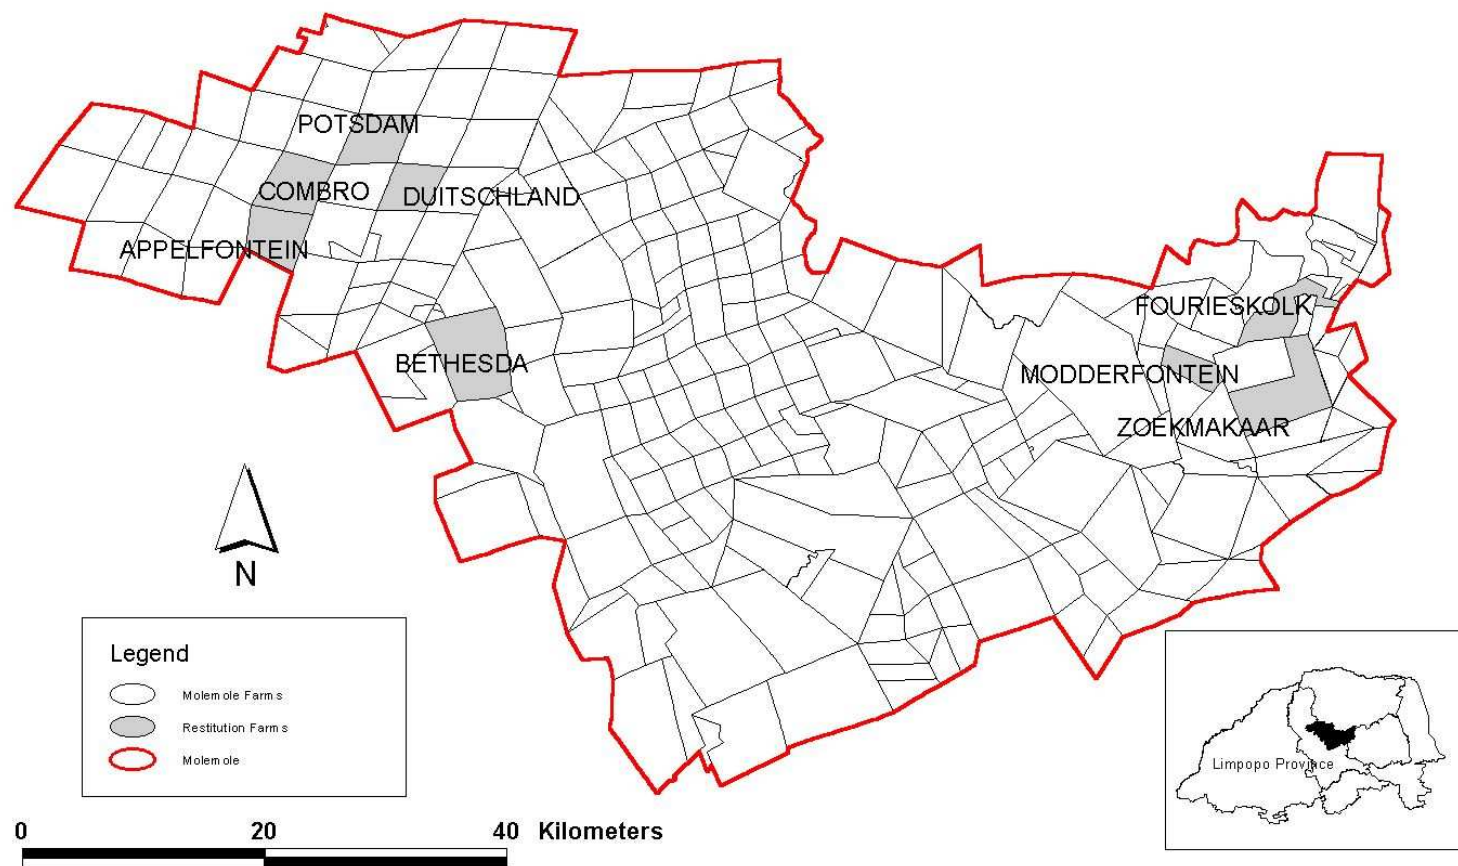 POTSDAM
COMBRO
DUITSCHLAND
APPELFONTEIN
BETHESDA
FOURIESKOLK
MODDERFONTEIN
ZOEKMAKAAR
N
Legend
Molemole Farms
Restitution Farms
Molemole
Limpopo Province
0 20 40 Kilometers